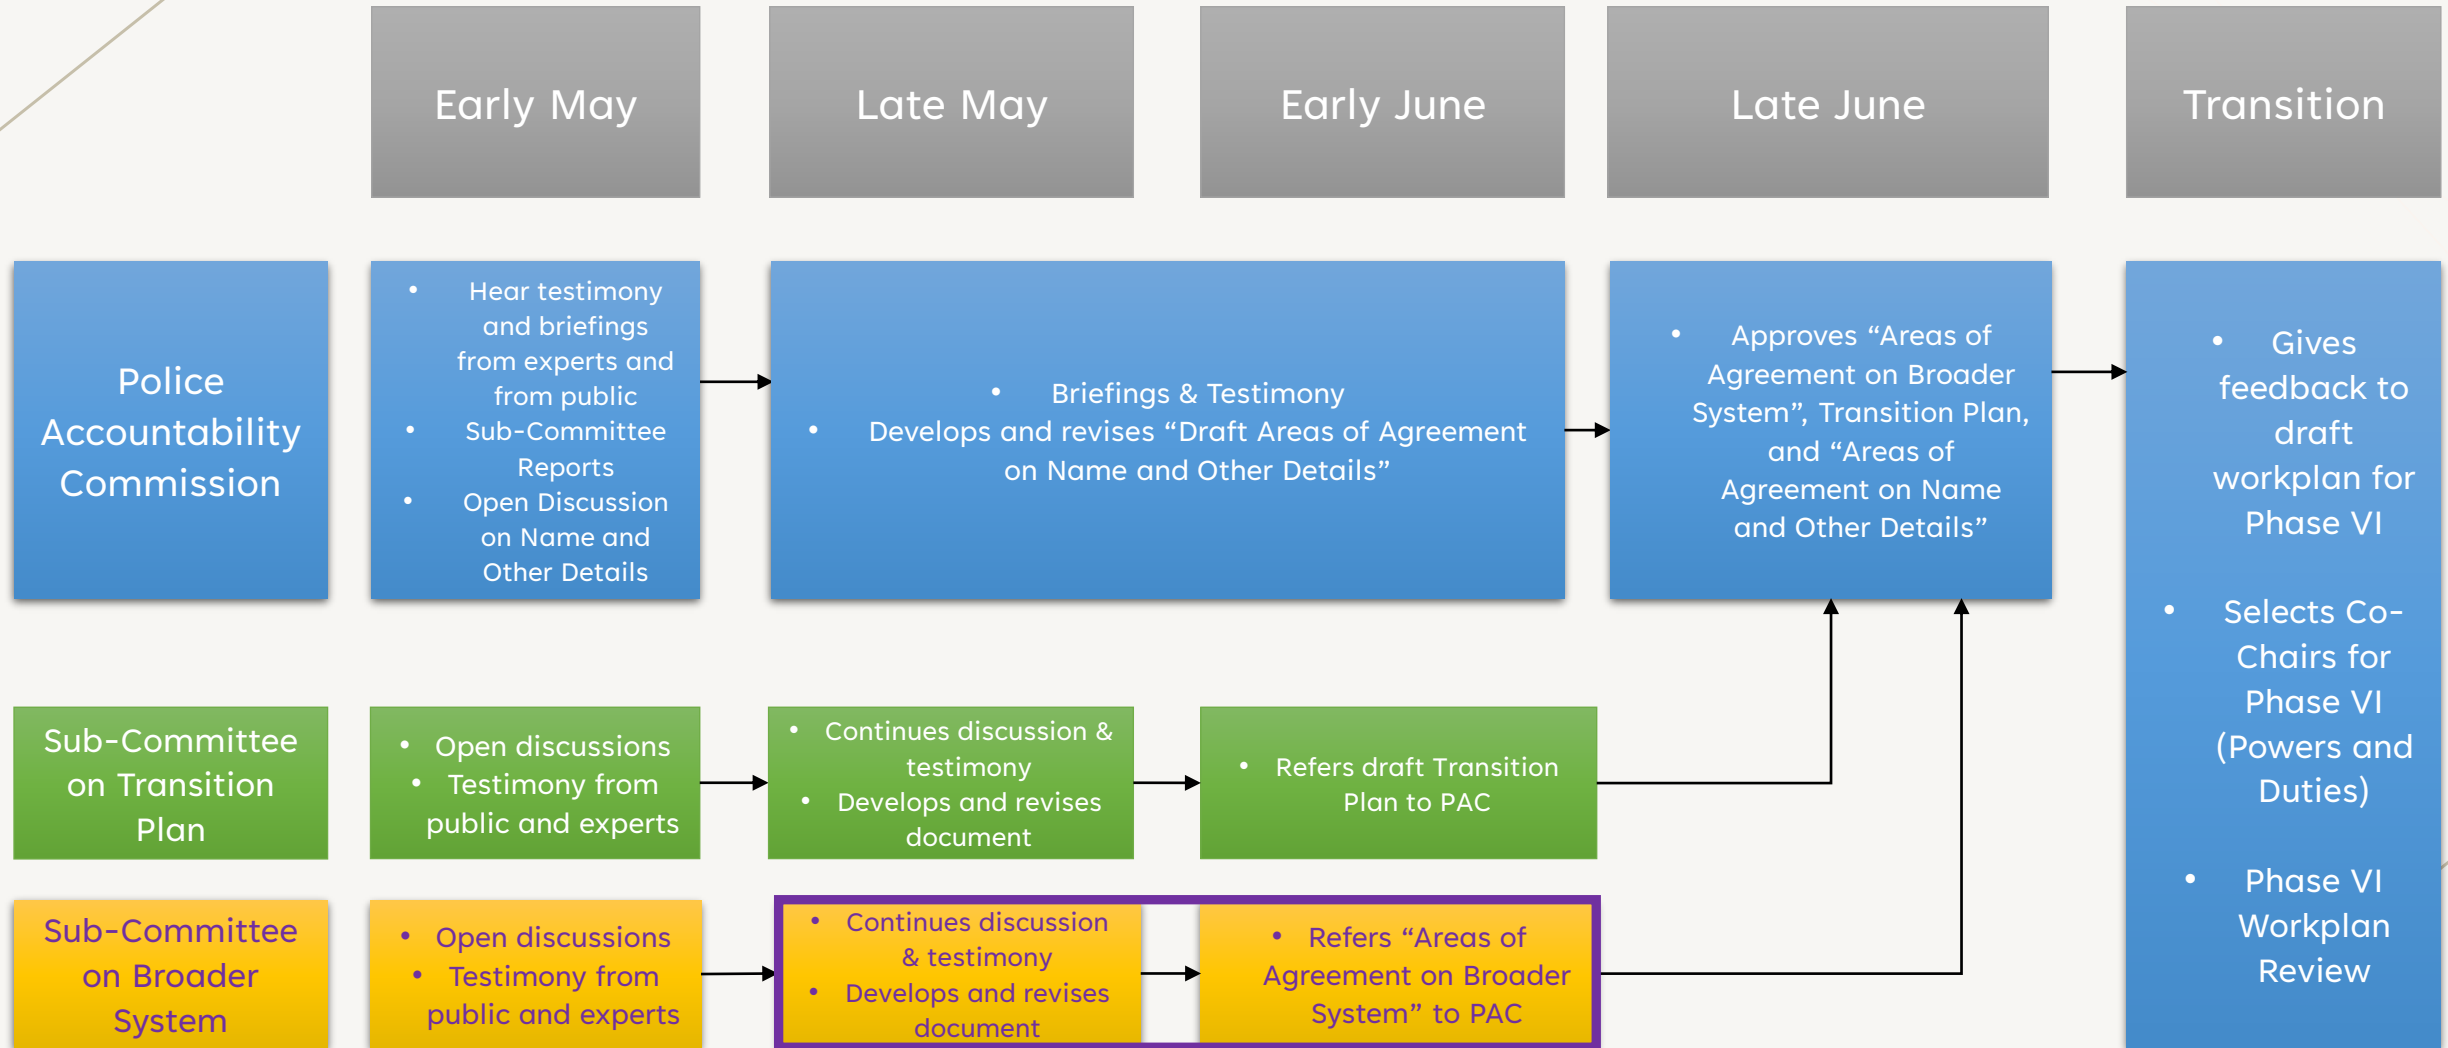 Early May
Late May
Early June
Late June
Transition
Police
Accountability
Commission
• Hear testimony
and briefings
from experts and
from public
• Sub-Committee
Reports
• Open Discussion
on Name and
Other Details
• Briefings & Testimony
• Develops and revises “Draft Areas of Agreement
on Name and Other Details”
• Approves “Areas of
Agreement on Broader
System”, Transition Plan,
and “Areas of
Agreement on Name
and Other Details”
• Gives
feedback to
draft
workplan for
Phase VI
• Selects Co-
Chairs for
Phase VI
(Powers and
Duties)
• Phase VI
Workplan
Review
Sub-Committee
on Transition
Plan
• Open discussions
• Testimony from
public and experts
• Continues discussion &
testimony
• Develops and revises
document
• Refers draft Transition
Plan to PAC
Sub-Committee
on Broader
System
• Open discussions
• Testimony from
public and experts
• Continues discussion
& testimony
• Develops and revises
document
• Refers “Areas of
Agreement on Broader
System” to PAC